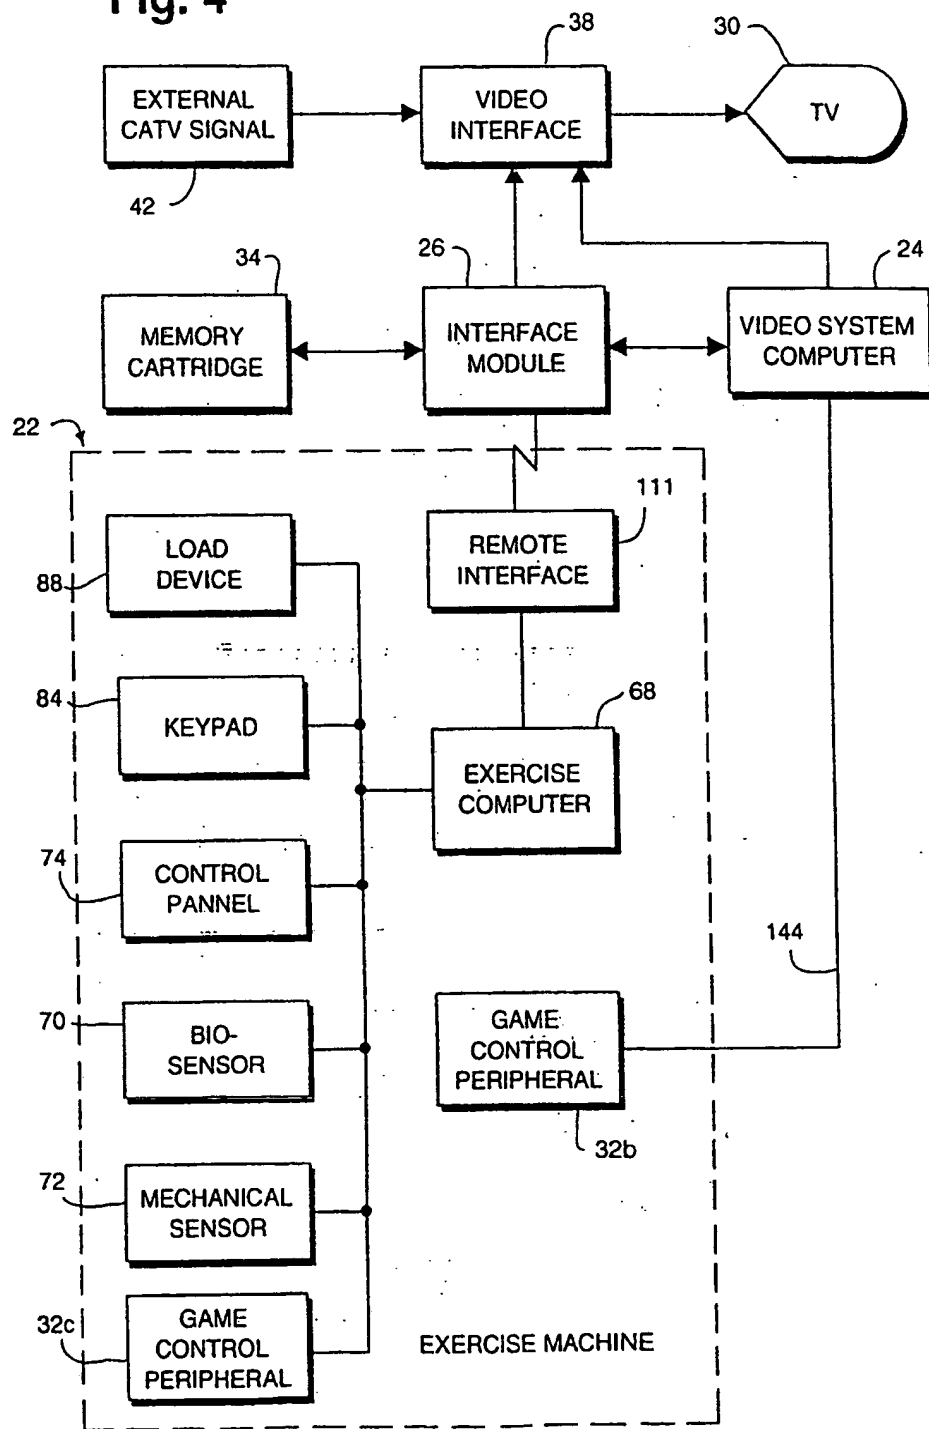 Fig. 4
38
30
EXTERNAL
CATV SIGNAL
VIDEO
INTERFACE
TV
42
34
26
24
MEMORY
CARTRIDGE
INTERFACE
MODULE
VIDEO SYSTEM
COMPUTER
22
111
LOAD
DEVICE
REMOTE
INTERFACE
88
84
68
KEYPAD
EXERCISE
COMPUTER
74
CONTROL
PANNEL
144
70
BIO-
SENSOR
GAME
CONTROL
PERIPHERAL
32b
72
MECHANICAL
SENSOR
32c
GAME
CONTROL
PERIPHERAL
EXERCISE MACHINE